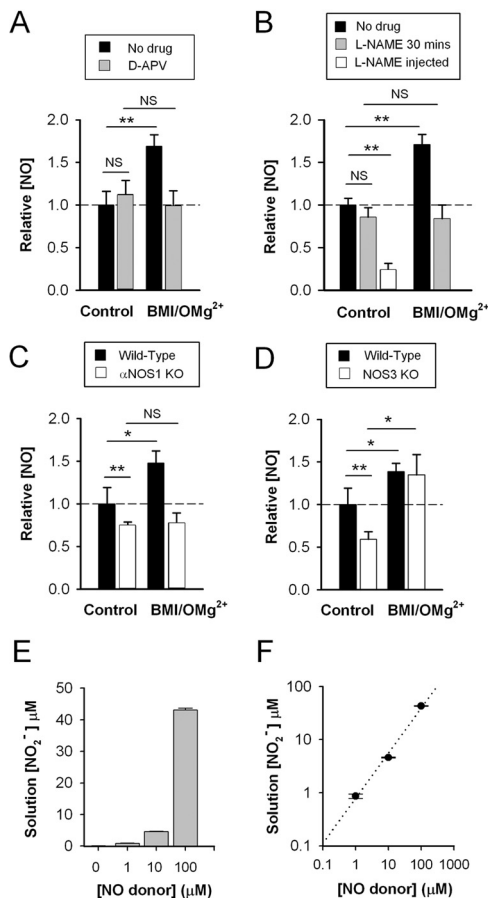 A
No drug
D-APV
NS
**
NS
2.0
1.5
1.0
0.5
0.0
Relative [NO]
Control BMI/OMg²⁺
B
No drug
L-NAME 30 mins
L-NAME injected
NS
**
**
NS
2.0
1.5
1.0
0.5
0.0
Relative [NO]
Control BMI/OMg²⁺
C
Wild-Type
αNOS1 KO
NS
*
**
2.0
1.5
1.0
0.5
0.0
Relative [NO]
Control BMI/OMg²⁺
D
Wild-Type
NOS3 KO
*
*
**
2.0
1.5
1.0
0.5
0.0
Relative [NO]
Control BMI/OMg²⁺
E
50
40
30
20
10
0
Solution [NO₂⁻] μM
0 1 10 100
[NO donor] (μM)
F
100
10
1
0.1
Solution [NO₂⁻] μM
0.1 1 10 100 1000
[NO donor] (μM)